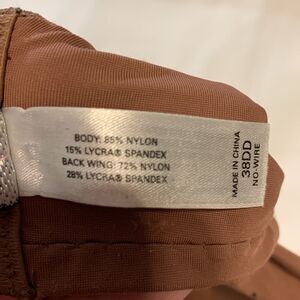 BODY: 85% NYLON
15% LYCRA® SPANDEX
BACK WING: 72% NYLON
28% LYCRA® SPANDEX
MADE IN CHINA
38DD
NO-WIRE